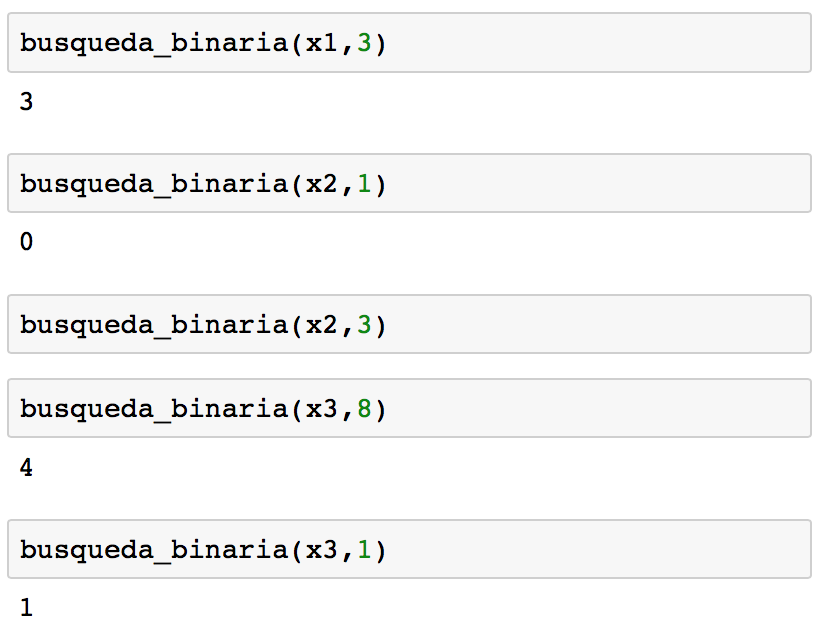 busqueda_binaria(x1,3)
3
busqueda_binaria(x2,1)
0
busqueda_binaria(x2,3)
busqueda_binaria(x3,8)
4
busqueda_binaria(x3,1)
1